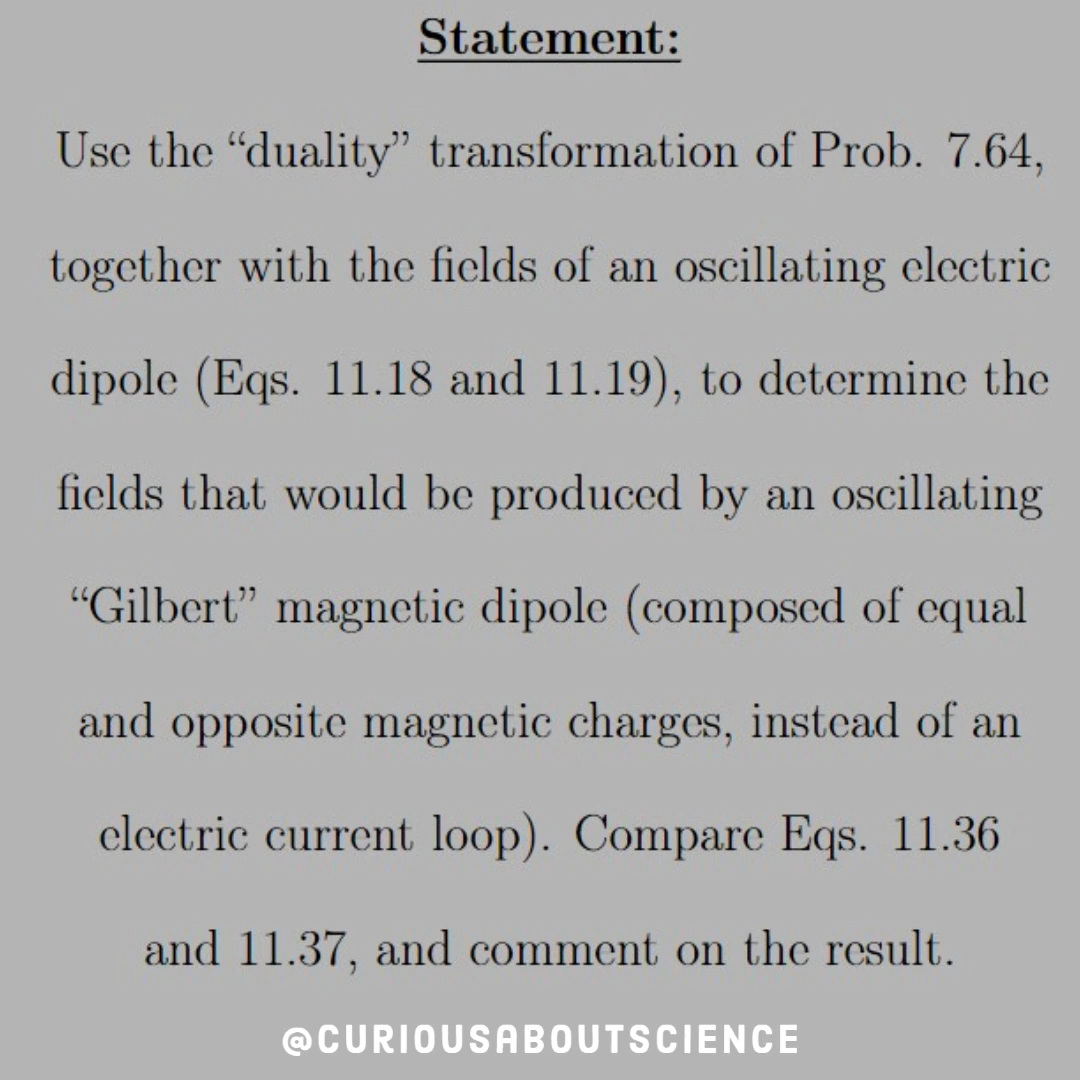 Statement:
Use the “duality” transformation of Prob. 7.64,
together with the fields of an oscillating electric
dipole (Eqs. 11.18 and 11.19), to determine the
fields that would be produced by an oscillating
“Gilbert” magnetic dipole (composed of equal
and opposite magnetic charges, instead of an
electric current loop). Compare Eqs. 11.36
and 11.37, and comment on the result.
@CURIOUSABOUTSCIENCE